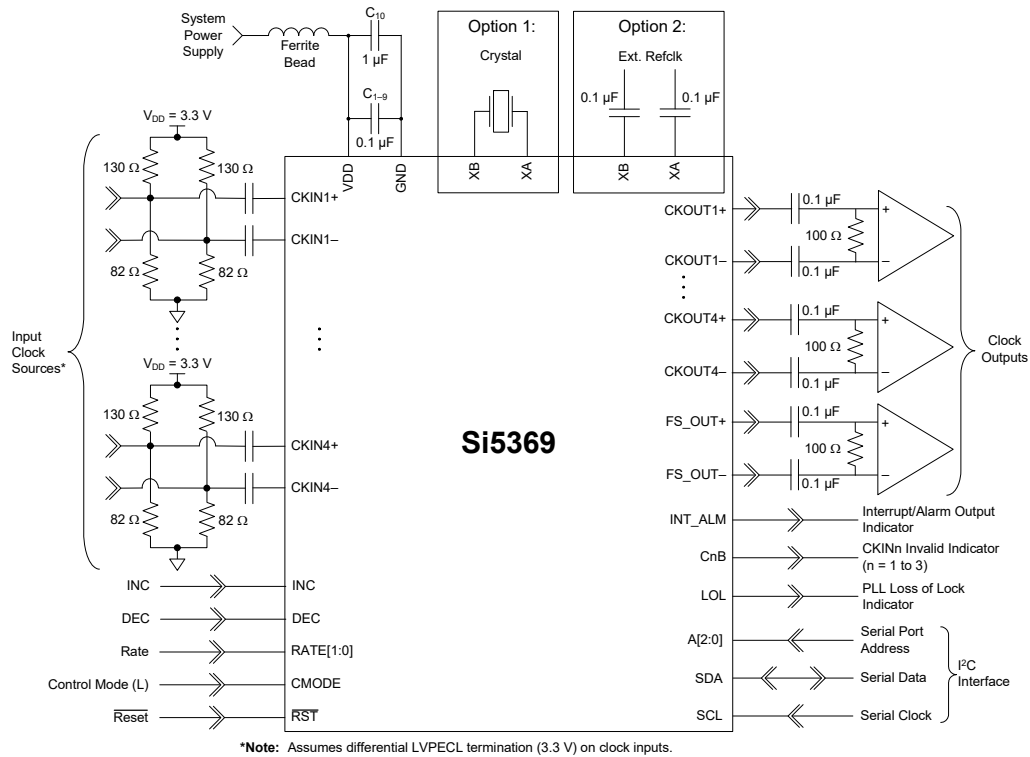 System
Power
Supply
Ferrite
Bead
C10
1 µF
C1–9
0.1 µF
VDD
GND
Option 1:
Crystal
XB
XA
Option 2:
Ext. Refclk
0.1 µF
0.1 µF
XB
XA
VDD = 3.3 V
130 Ω
130 Ω
CKIN1+
CKIN1–
82 Ω
82 Ω
Input
Clock
Sources*
VDD = 3.3 V
130 Ω
130 Ω
CKIN4+
CKIN4–
82 Ω
82 Ω
INC
INC
DEC
DEC
Rate
RATE[1:0]
Control Mode (L)
CMODE
Reset
RST
Si5369
CKOUT1+
0.1 µF
+
100 Ω
CKOUT1–
–
0.1 µF
CKOUT4+
0.1 µF
+
100 Ω
CKOUT4–
–
0.1 µF
Clock
Outputs
FS_OUT+
0.1 µF
+
100 Ω
FS_OUT–
–
0.1 µF
INT_ALM
Interrupt/Alarm Output
Indicator
CnB
CKINn Invalid Indicator
(n = 1 to 3)
LOL
PLL Loss of Lock
Indicator
A[2:0]
Serial Port
Address
SDA
Serial Data
SCL
Serial Clock
I²C
Interface
*Note: Assumes differential LVPECL termination (3.3 V) on clock inputs.